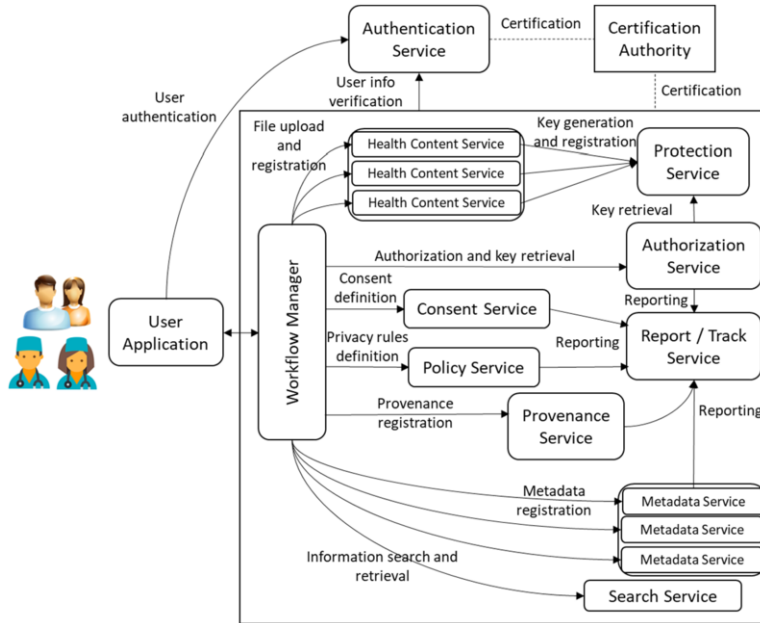 Authentication
Service
Certification
Certification
Authority
User info
verification
Certification
User
authentication
File upload
and
registration
Health Content Service
Health Content Service
Health Content Service
Key generation
and registration
Protection
Service
Key retrieval
Authorization and key retrieval
Authorization
Service
Consent
definition
Consent Service
Reporting
User
Application
Workflow Manager
Privacy rules
definition
Policy Service
Reporting
Report / Track
Service
Provenance
registration
Provenance
Service
Reporting
Metadata
registration
Metadata Service
Metadata Service
Metadata Service
Information search and
retrieval
Search Service